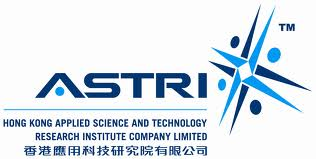 ASTRI TM
HONG KONG APPLIED SCIENCE AND TECHNOLOGY
RESEARCH INSTITUTE COMPANY LIMITED
香港應用科技研究院有限公司